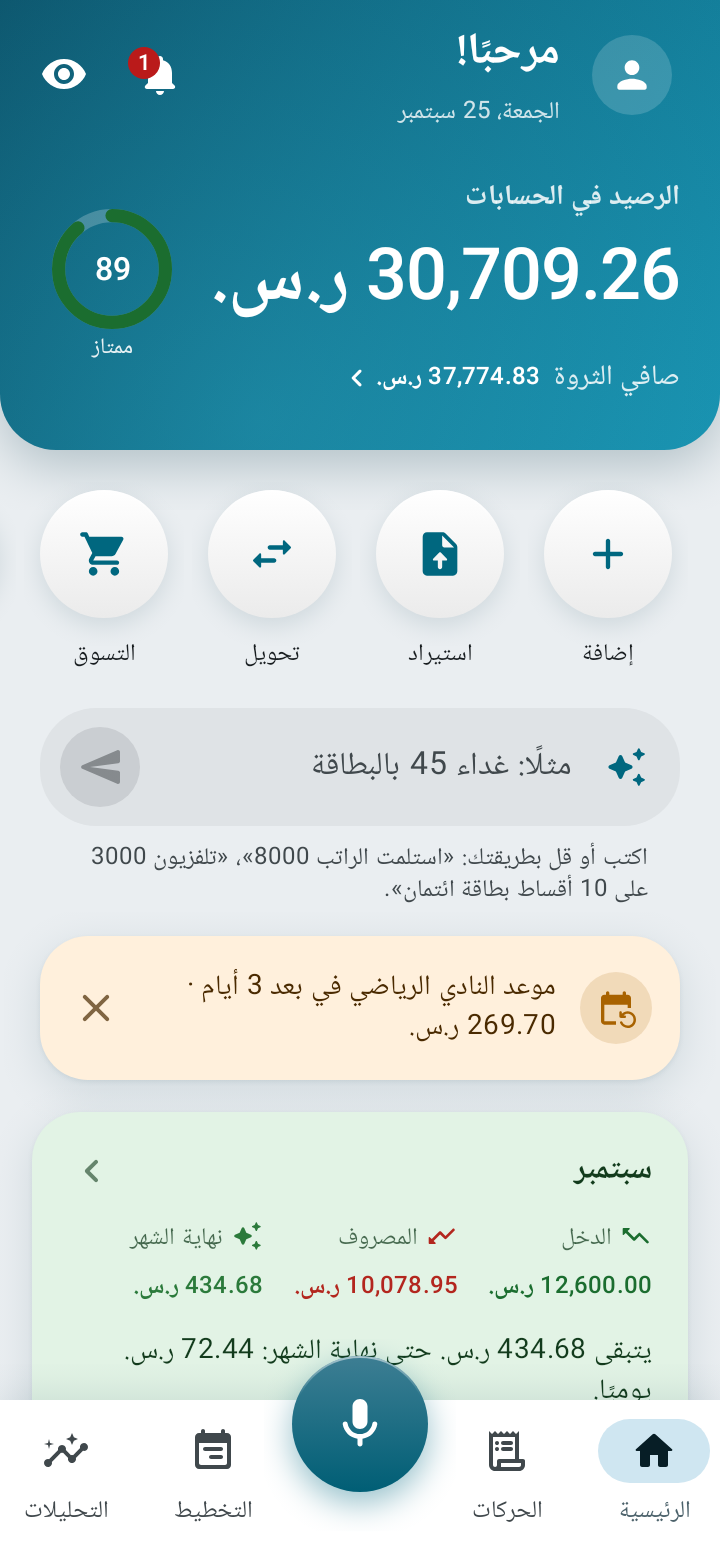 مرحبًا!
الجمعة، 25 سبتمبر
1
الرصيد في الحسابات
30,709.26 ر.س.
89
ممتاز
صافي الثروة 37,774.83 ر.س.
إضافة
استيراد
تحويل
التسوق
مثلًا: غداء 45 بالبطاقة
اكتب أو قل بطريقتك: «استلمت الراتب 8000»، «تلفزيون 3000
على 10 أقساط بطاقة ائتمان».
موعد النادي الرياضي في بعد 3 أيام ·
269.70 ر.س.
سبتمبر
الدخل
المصروف
نهاية الشهر
12,600.00 ر.س.
10,078.95 ر.س.
434.68 ر.س.
يتبقى 434.68 ر.س. حتى نهاية الشهر: 72.44 ر.س.
يوميًا.
الرئيسية
الحركات
التخطيط
التحليلات